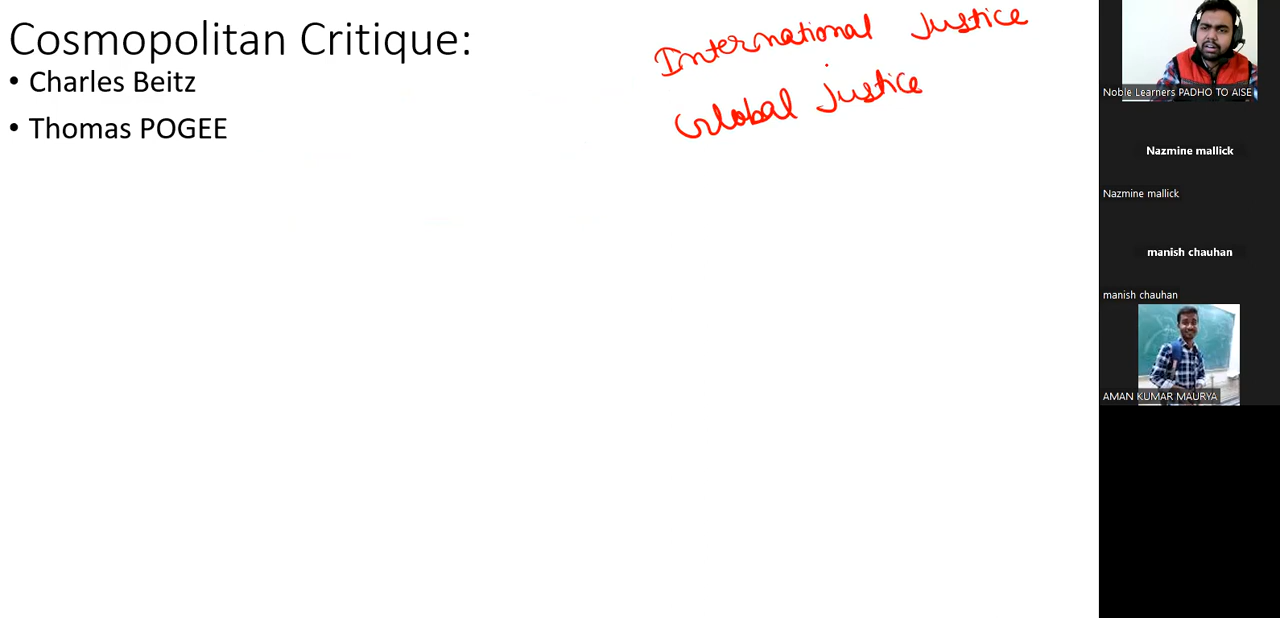 Cosmopolitan Critique:
• Charles Beitz
• Thomas POGEE
International Justice
Global Justice
Noble Learners PADHO TO AISE
Nazmine mallick
Nazmine mallick
manish chauhan
manish chauhan
AMAN KUMAR MAURYA